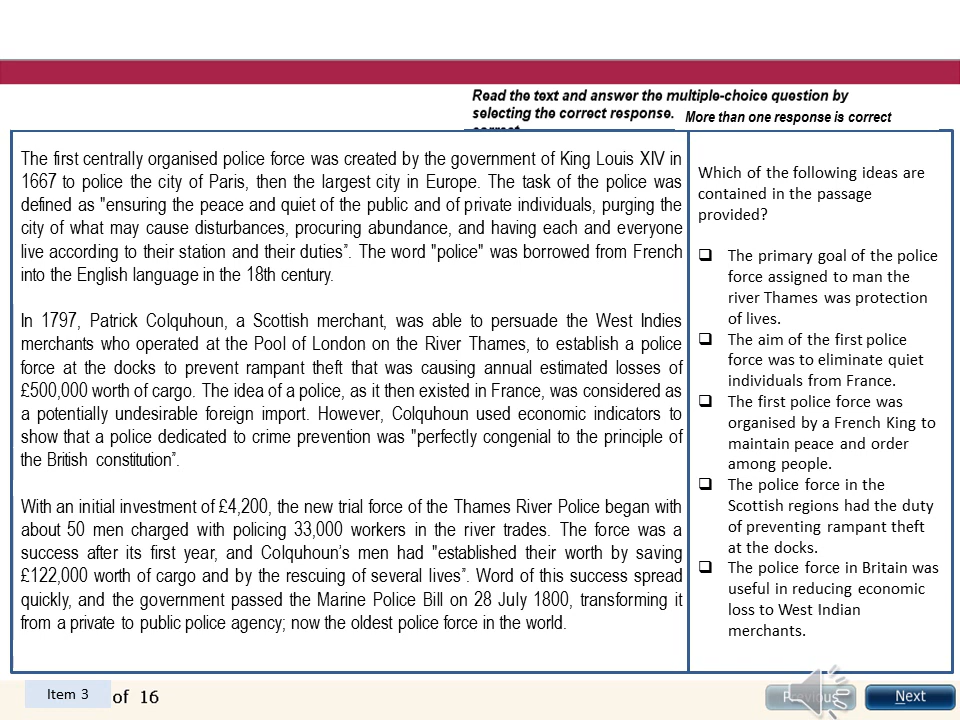 Read the text and answer the multiple-choice question by
selecting the correct response. More than one response is correct
The first centrally organised police force was created by the government of King Louis XIV in
1667 to police the city of Paris, then the largest city in Europe. The task of the police was
defined as "ensuring the peace and quiet of the public and of private individuals, purging the
city of what may cause disturbances, procuring abundance, and having each and everyone
live according to their station and their duties”. The word "police" was borrowed from French
into the English language in the 18th century.
In 1797, Patrick Colquhoun, a Scottish merchant, was able to persuade the West Indies
merchants who operated at the Pool of London on the River Thames, to establish a police
force at the docks to prevent rampant theft that was causing annual estimated losses of
£500,000 worth of cargo. The idea of a police, as it then existed in France, was considered as
a potentially undesirable foreign import. However, Colquhoun used economic indicators to
show that a police dedicated to crime prevention was "perfectly congenial to the principle of
the British constitution”.
With an initial investment of £4,200, the new trial force of the Thames River Police began with
about 50 men charged with policing 33,000 workers in the river trades. The force was a
success after its first year, and Colquhoun’s men had "established their worth by saving
£122,000 worth of cargo and by the rescuing of several lives”. Word of this success spread
quickly, and the government passed the Marine Police Bill on 28 July 1800, transforming it
from a private to public police agency; now the oldest police force in the world.
Which of the following ideas are
contained in the passage
provided?
The primary goal of the police
force assigned to man the
river Thames was protection
of lives.
The aim of the first police
force was to eliminate quiet
individuals from France.
The first police force was
organised by a French King to
maintain peace and order
among people.
The police force in the
Scottish regions had the duty
of preventing rampant theft
at the docks.
The police force in Britain was
useful in reducing economic
loss to West Indian
merchants.
Item 3 of 16
Previous
Next